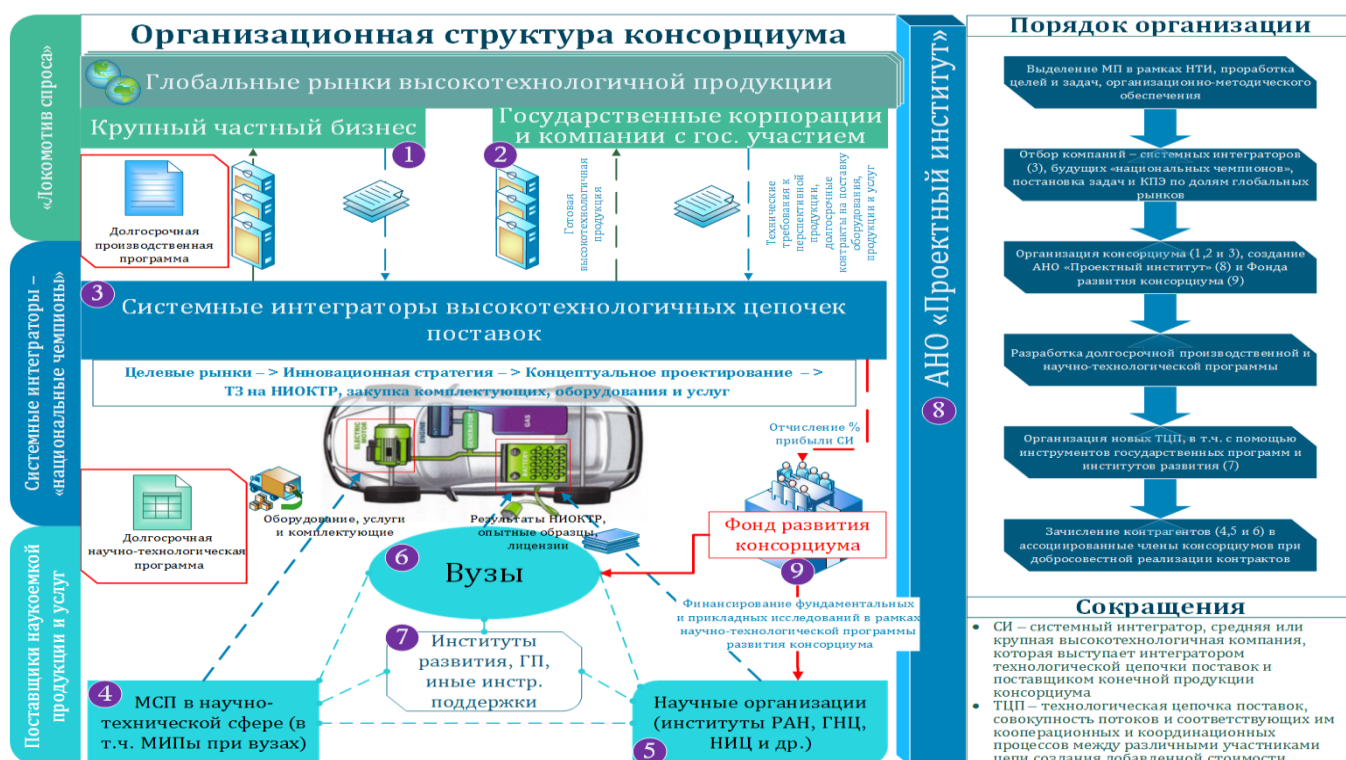 Организационная структура консорциума
«Локомотив спроса»
Глобальные рынки высокотехнологичной продукции
Крупный частный бизнес
1
Государственные корпорации
и компании с гос. участием
2
Долгосрочная
производственная
программа
Готовая
высокотехнологичная
продукция
Технические
требования к
перспективной
продукции,
долгосрочные
контракты на поставку
оборудования,
продукции и услуг
Системные интеграторы –
«национальные чемпионы»
3
Системные интеграторы высокотехнологичных цепочек
поставок
Целевые рынки – > Инновационная стратегия – > Концептуальное проектирование – >
ТЗ на НИОКТР, закупка комплектующих, оборудования и услуг
ELECTRIC
MOTOR
ENGINE
GENERATOR
GAS
BATTERY
Отчисление %
прибыли СИ
Долгосрочная
научно-технологическая
программа
Оборудование, услуги
и комплектующие
Результаты НИОКТР,
опытные образцы,
лицензии
Фонд развития
консорциума
9
Поставщики наукоемкой
продукции и услуг
6
Вузы
Финансирование фундаментальных
и прикладных исследований в рамках
научно-технологической программы
развития консорциума
7
Институты
развития, ГП,
иные инстр.
поддержки
4
МСП в научно-
технической сфере (в
т.ч. МИПы при вузах)
Научные организации
(институты РАН, ГНЦ,
НИЦ и др.)
5
АНО «Проектный институт»
8
Порядок организации
Выделение МП в рамках НТИ, проработка
целей и задач, организационно-методического
обеспечения
Отбор компаний – системных интеграторов
(3), будущих «национальных чемпионов»,
постановка задач и КПЭ по долям глобальных
рынков
Организация консорциума (1,2 и 3), создание
АНО «Проектный институт» (8) и Фонда
развития консорциума (9)
Разработка долгосрочной производственной и
научно-технологической программы
Организация новых ТЦП, в т.ч. с помощью
инструментов государственных программ и
институтов развития (7)
Зачисление контрагентов (4,5 и 6) в
ассоциированные члены консорциумов при
добросовестной реализации контрактов
Сокращения
• СИ – системный интегратор, средняя или
крупная высокотехнологичная компания,
которая выступает интегратором
технологической цепочки поставок и
поставщиком конечной продукции
консорциума
• ТЦП – технологическая цепочка поставок,
совокупность потоков и соответствующих им
кооперационных и координационных
процессов между различными участниками
цепи создания добавленной стоимости